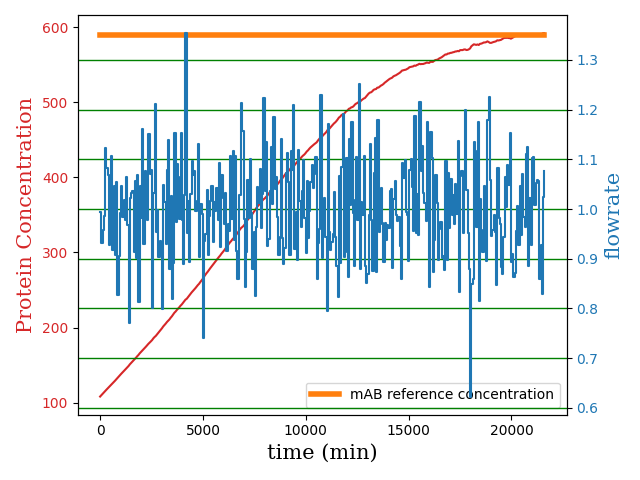 600
500
400
300
200
100
Protein Concentration
1.3
1.2
1.1
1.0
0.9
0.8
0.7
0.6
flowrate
mAB reference concentration
0 5000 10000 15000 20000
time (min)